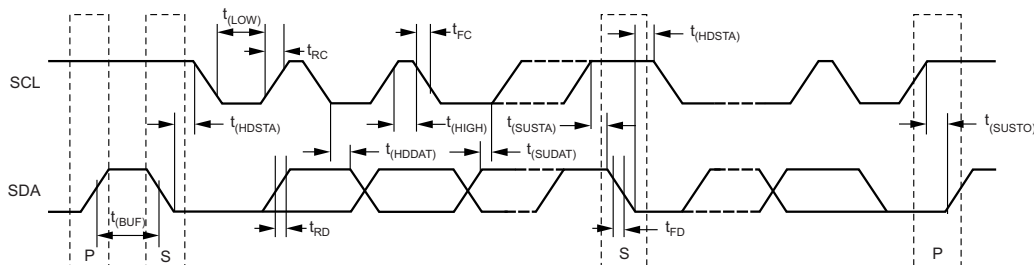 t(LOW)
tRC
tFC
t(HDSTA)
SCL
t(HDSTA)
t(HIGH)
t(SUSTA)
t(SUSTO)
t(HDDAT)
t(SUDAT)
SDA
t(BUF)
tRD
tFD
P
S
S
P